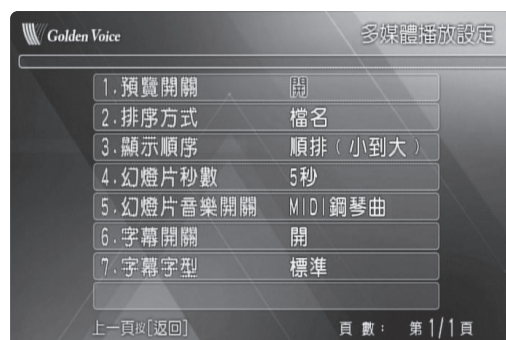 Golden Voice 多媒體播放設定
1.預覽開關 開
2.排序方式 檔名
3.顯示順序 順排(小到大)
4.幻燈片秒數 5秒
5.幻燈片音樂開關 MIDI鋼琴曲
6.字幕開關 開
7.字幕字型 標準
上一頁按[返回] 頁數: 第1/1頁